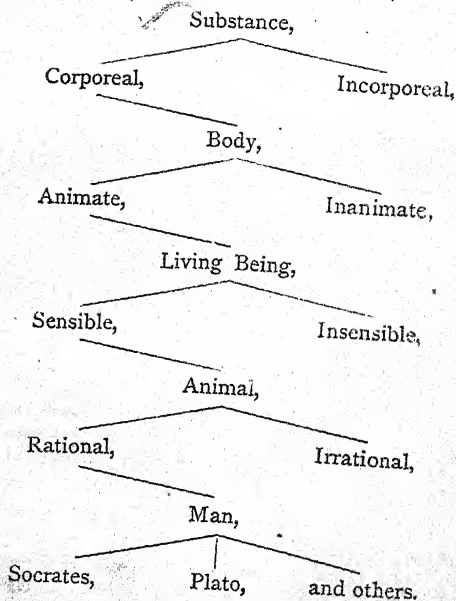 Substance,
Corporeal, Incorporeal,
Body,
Animate, Inanimate,
Living Being,
Sensible, Insensible,
Animal,
Rational, Irrational,
Man,
Socrates, Plato, and others.